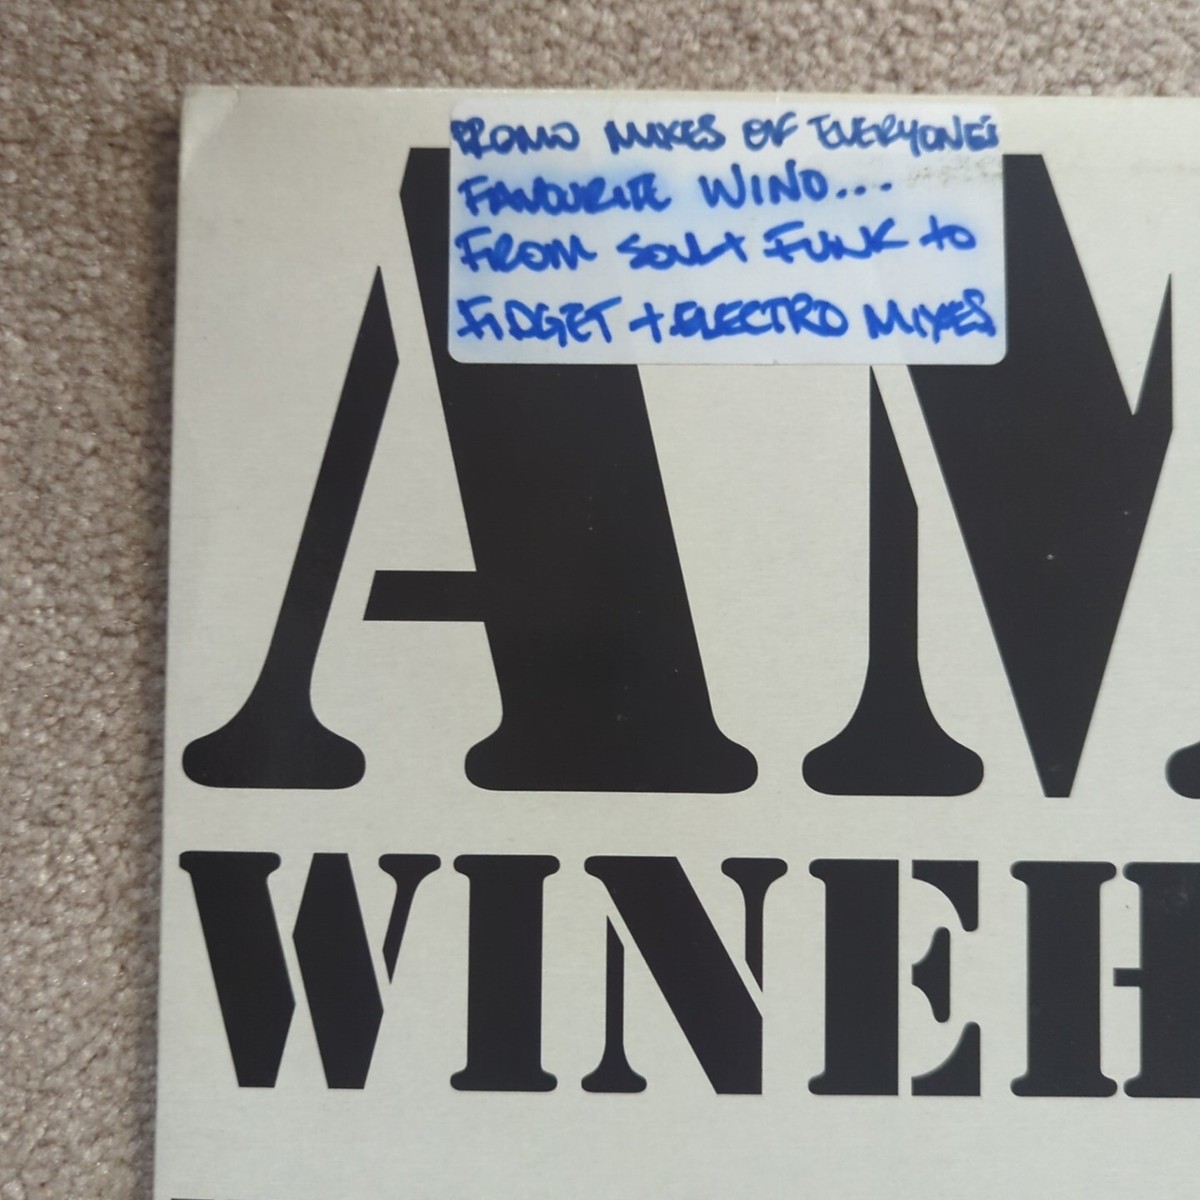 PROMO MIXES OF EVERYONE'S
FAVOURITE WINO...
FROM SOUL + FUNK to
FIDGET + ELECTRO MIXES
AM
WINEH